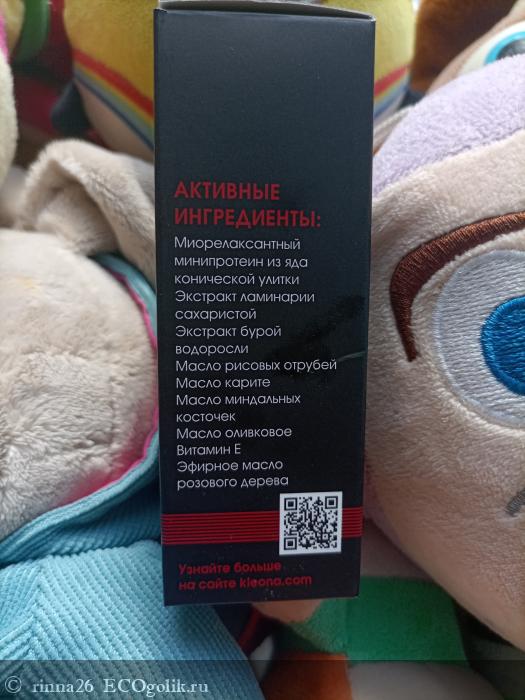 АКТИВНЫЕ
ИНГРЕДИЕНТЫ:
Миорелаксантный
минипротеин из яда
конической улитки
Экстракт ламинарии
сахаристой
Экстракт бурой
водоросли
Масло рисовых отрубей
Масло карите
Масло миндальных
косточек
Масло оливковое
Витамин Е
Эфирное масло
розового дерева
Узнайте больше
на сайте kleona.com
© rinna26 ECOgolik.ru